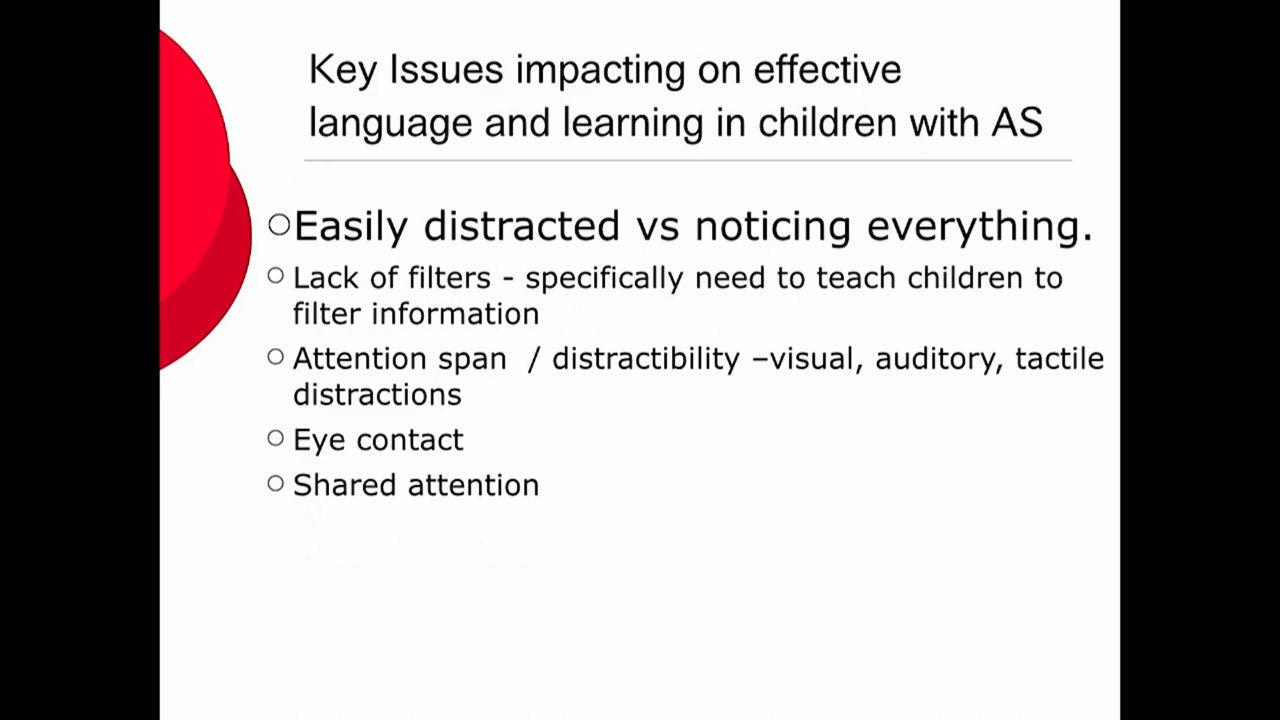 Key Issues impacting on effective
language and learning in children with AS
Easily distracted vs noticing everything.
Lack of filters - specifically need to teach children to
filter information
Attention span / distractibility –visual, auditory, tactile
distractions
Eye contact
Shared attention